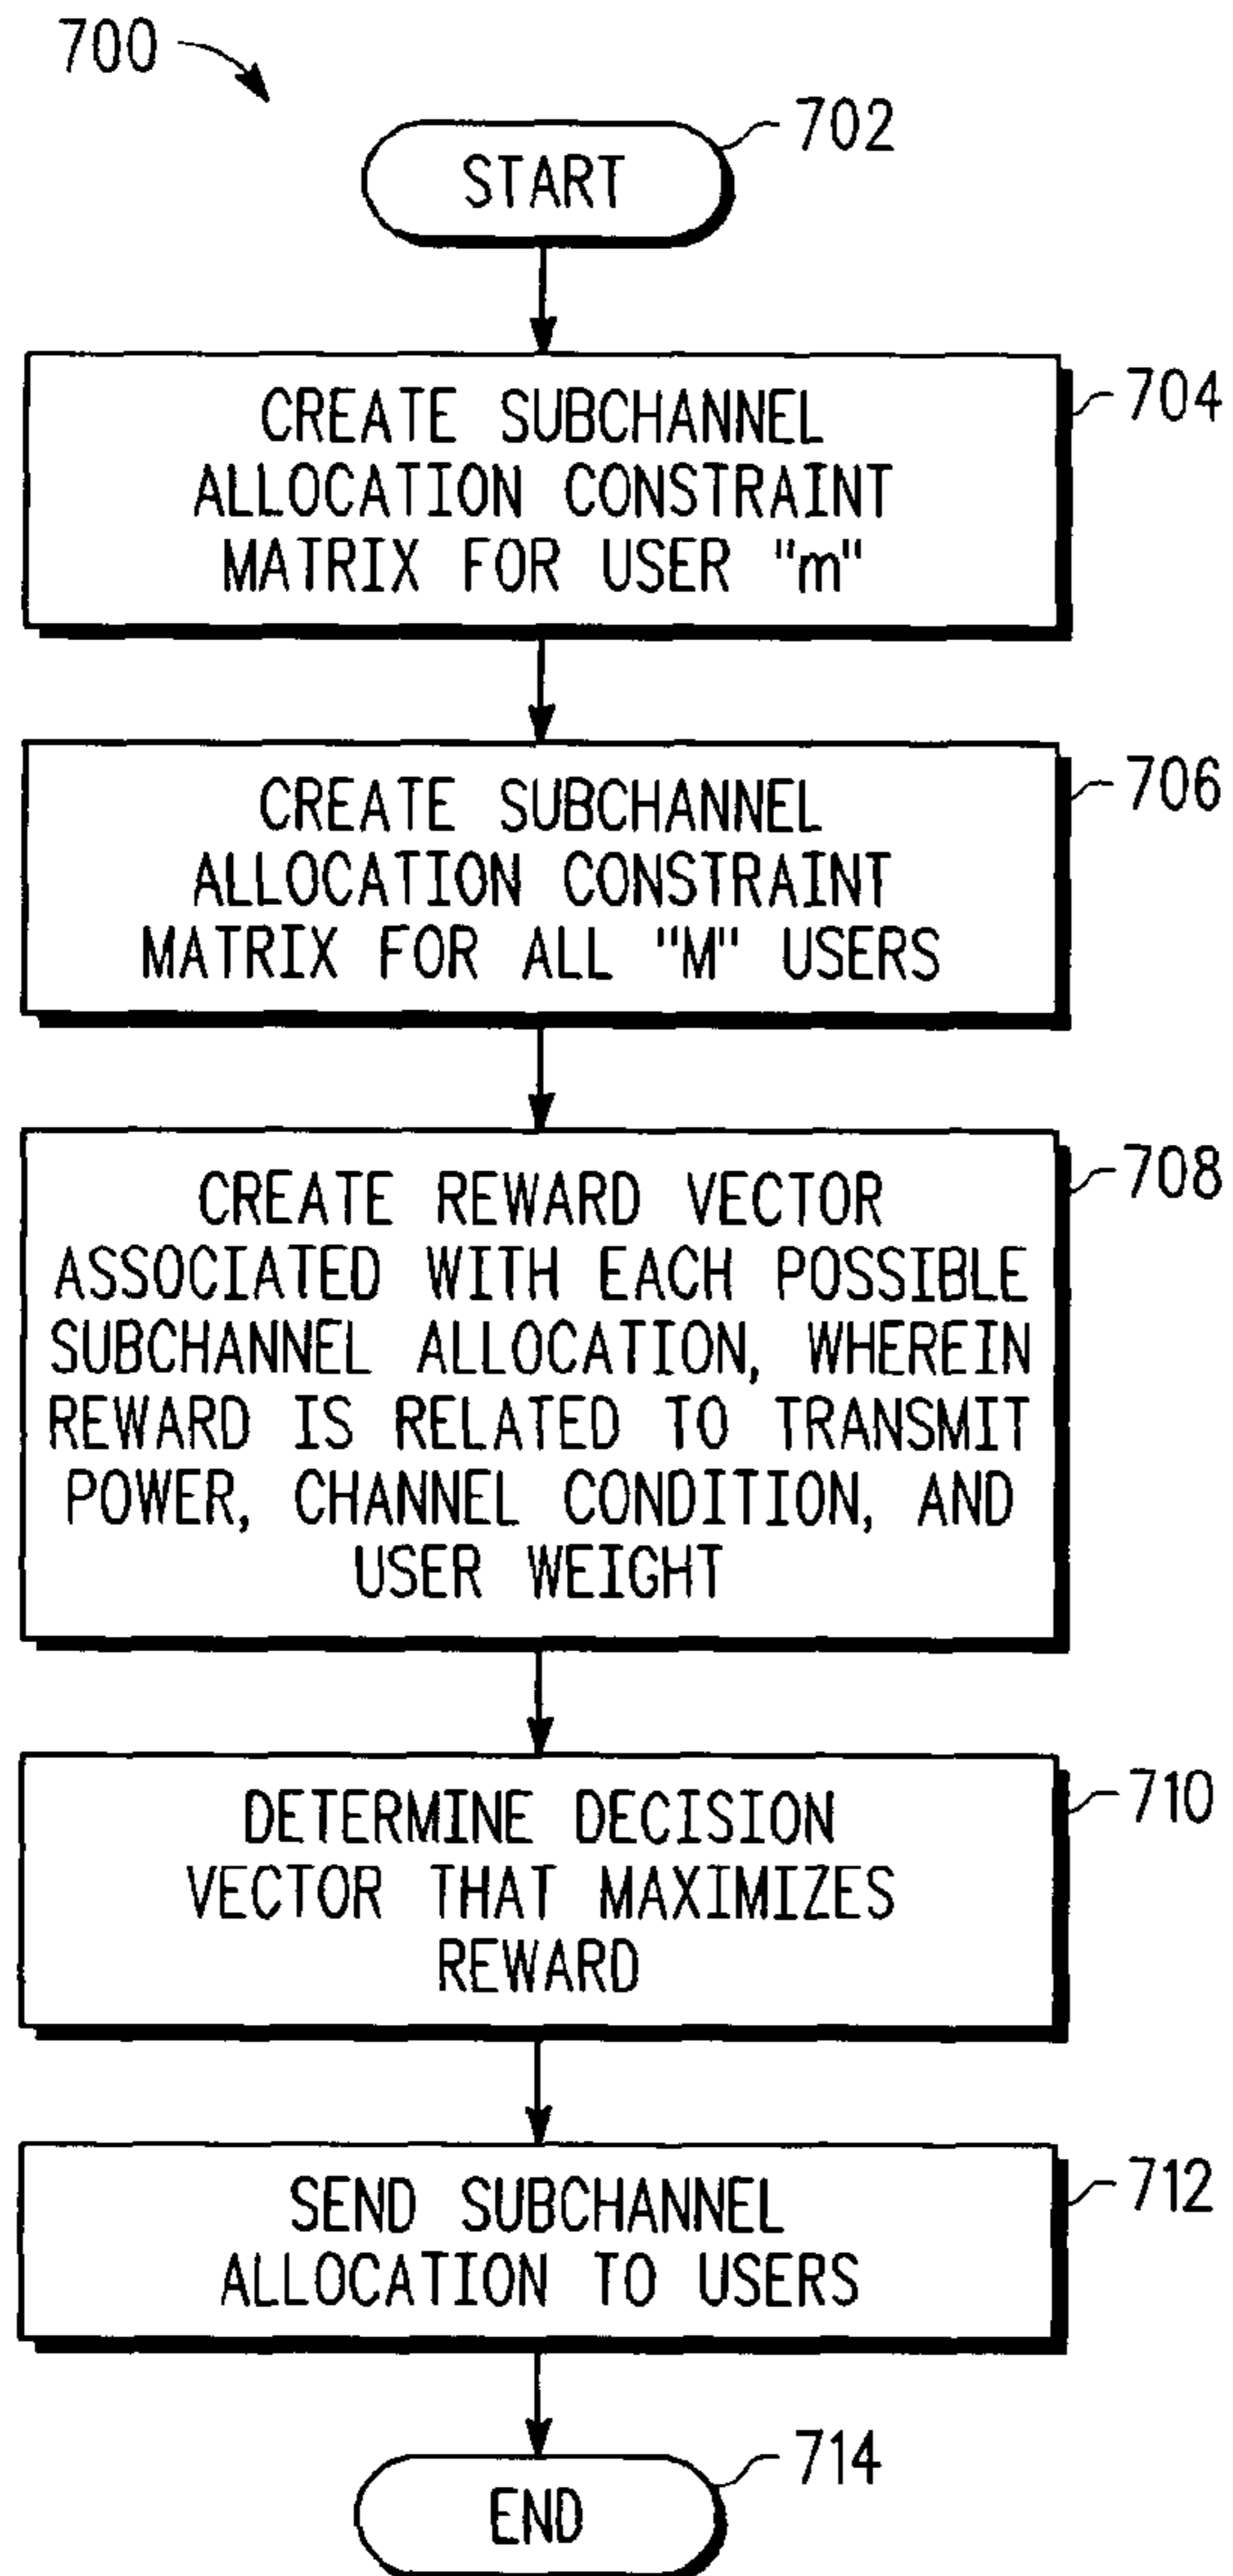 700
702
START
704
CREATE SUBCHANNEL
ALLOCATION CONSTRAINT
MATRIX FOR USER "m"
706
CREATE SUBCHANNEL
ALLOCATION CONSTRAINT
MATRIX FOR ALL "M" USERS
708
CREATE REWARD VECTOR
ASSOCIATED WITH EACH POSSIBLE
SUBCHANNEL ALLOCATION, WHEREIN
REWARD IS RELATED TO TRANSMIT
POWER, CHANNEL CONDITION, AND
USER WEIGHT
710
DETERMINE DECISION
VECTOR THAT MAXIMIZES
REWARD
712
SEND SUBCHANNEL
ALLOCATION TO USERS
714
END